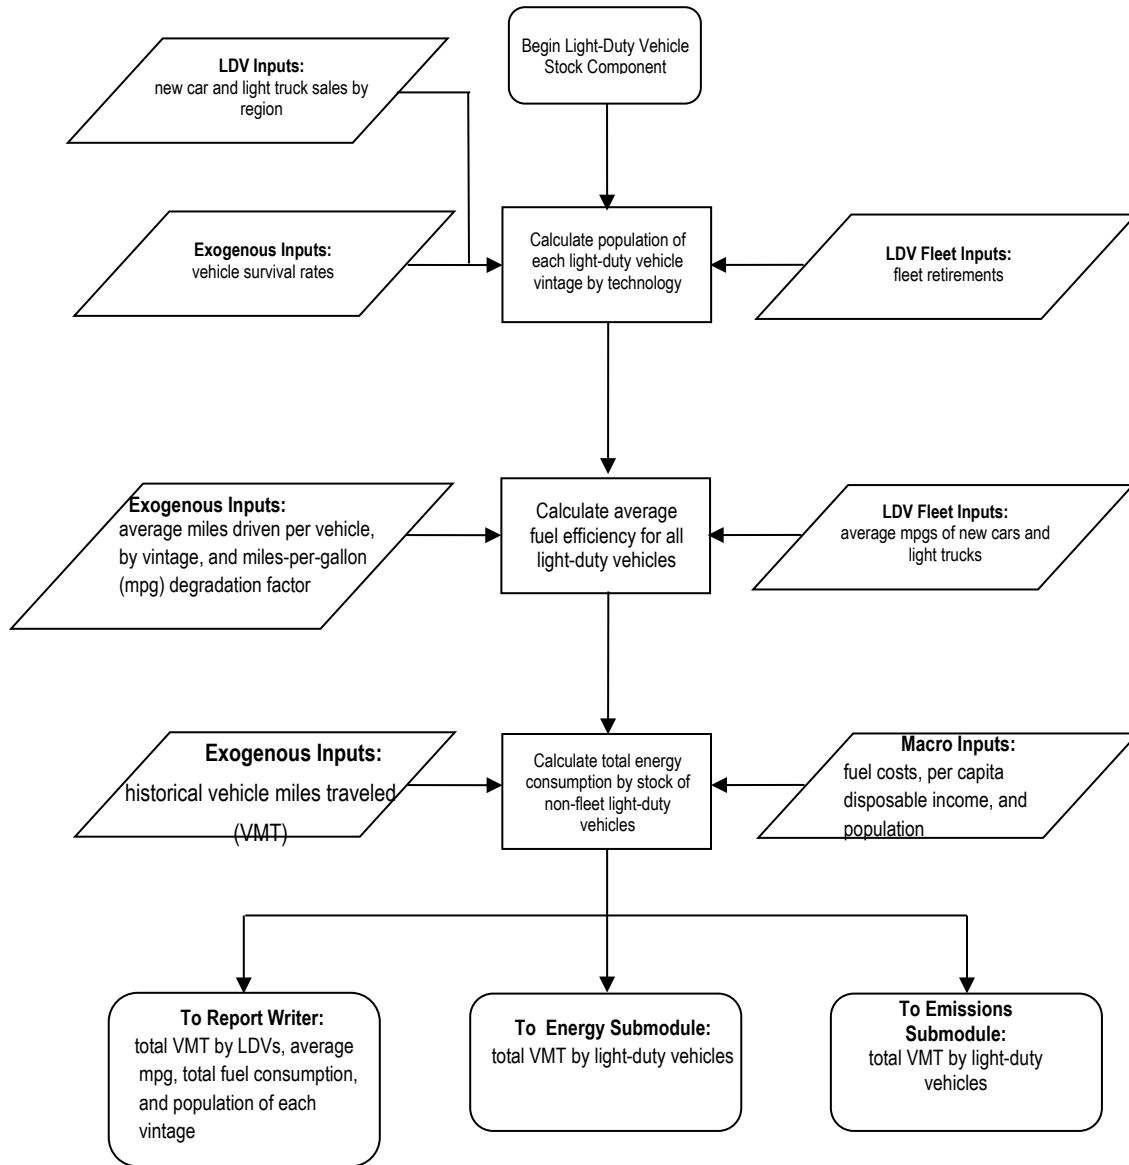 Begin Light-Duty Vehicle
Stock Component
LDV Inputs:
new car and light truck sales by
region
Exogenous Inputs:
vehicle survival rates
Calculate population of
each light-duty vehicle
vintage by technology
LDV Fleet Inputs:
fleet retirements
Exogenous Inputs:
average miles driven per vehicle,
by vintage, and miles-per-gallon
(mpg) degradation factor
Calculate average
fuel efficiency for all
light-duty vehicles
LDV Fleet Inputs:
average mpgs of new cars and
light trucks
Exogenous Inputs:
historical vehicle miles traveled
(VMT)
Calculate total energy
consumption by stock of
non-fleet light-duty
vehicles
Macro Inputs:
fuel costs, per capita
disposable income, and
population
To Report Writer:
total VMT by LDVs, average
mpg, total fuel consumption,
and population of each
vintage
To Energy Submodule:
total VMT by light-duty vehicles
To Emissions
Submodule:
total VMT by light-duty
vehicles